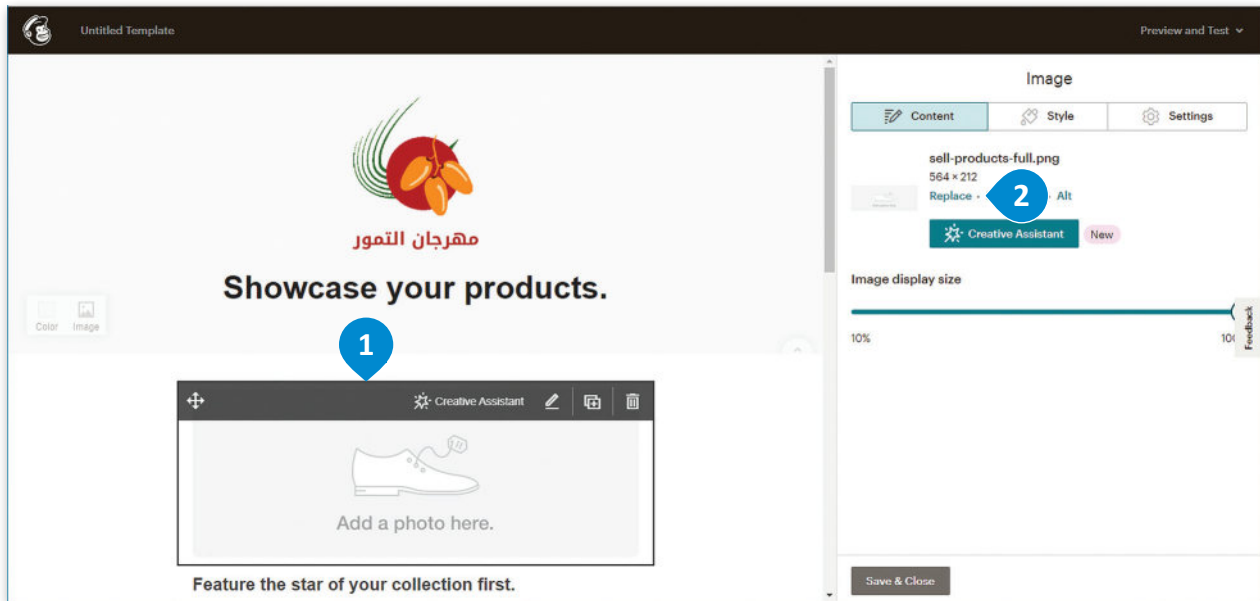 Untitled Template
Preview and Test
مهرجان التمور
Showcase your products.
Color Image
1
Creative Assistant
Add a photo here.
Feature the star of your collection first.
Image
Content Style Settings
sell-products-full.png
564 × 212
Replace · 2 · Alt
Creative Assistant New
Image display size
10%
Feedback
Save & Close